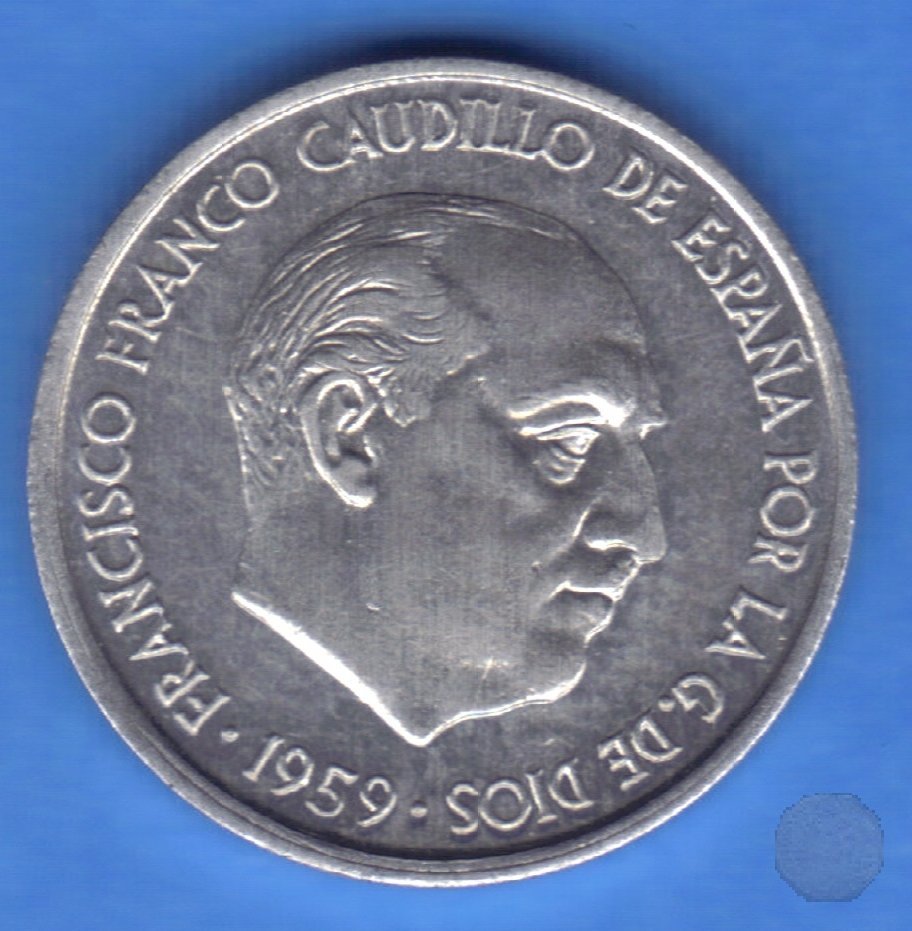 FRANCISCO FRANCO CAUDILLO DE ESPAÑA POR LA G. DE DIOS · 1959 ·